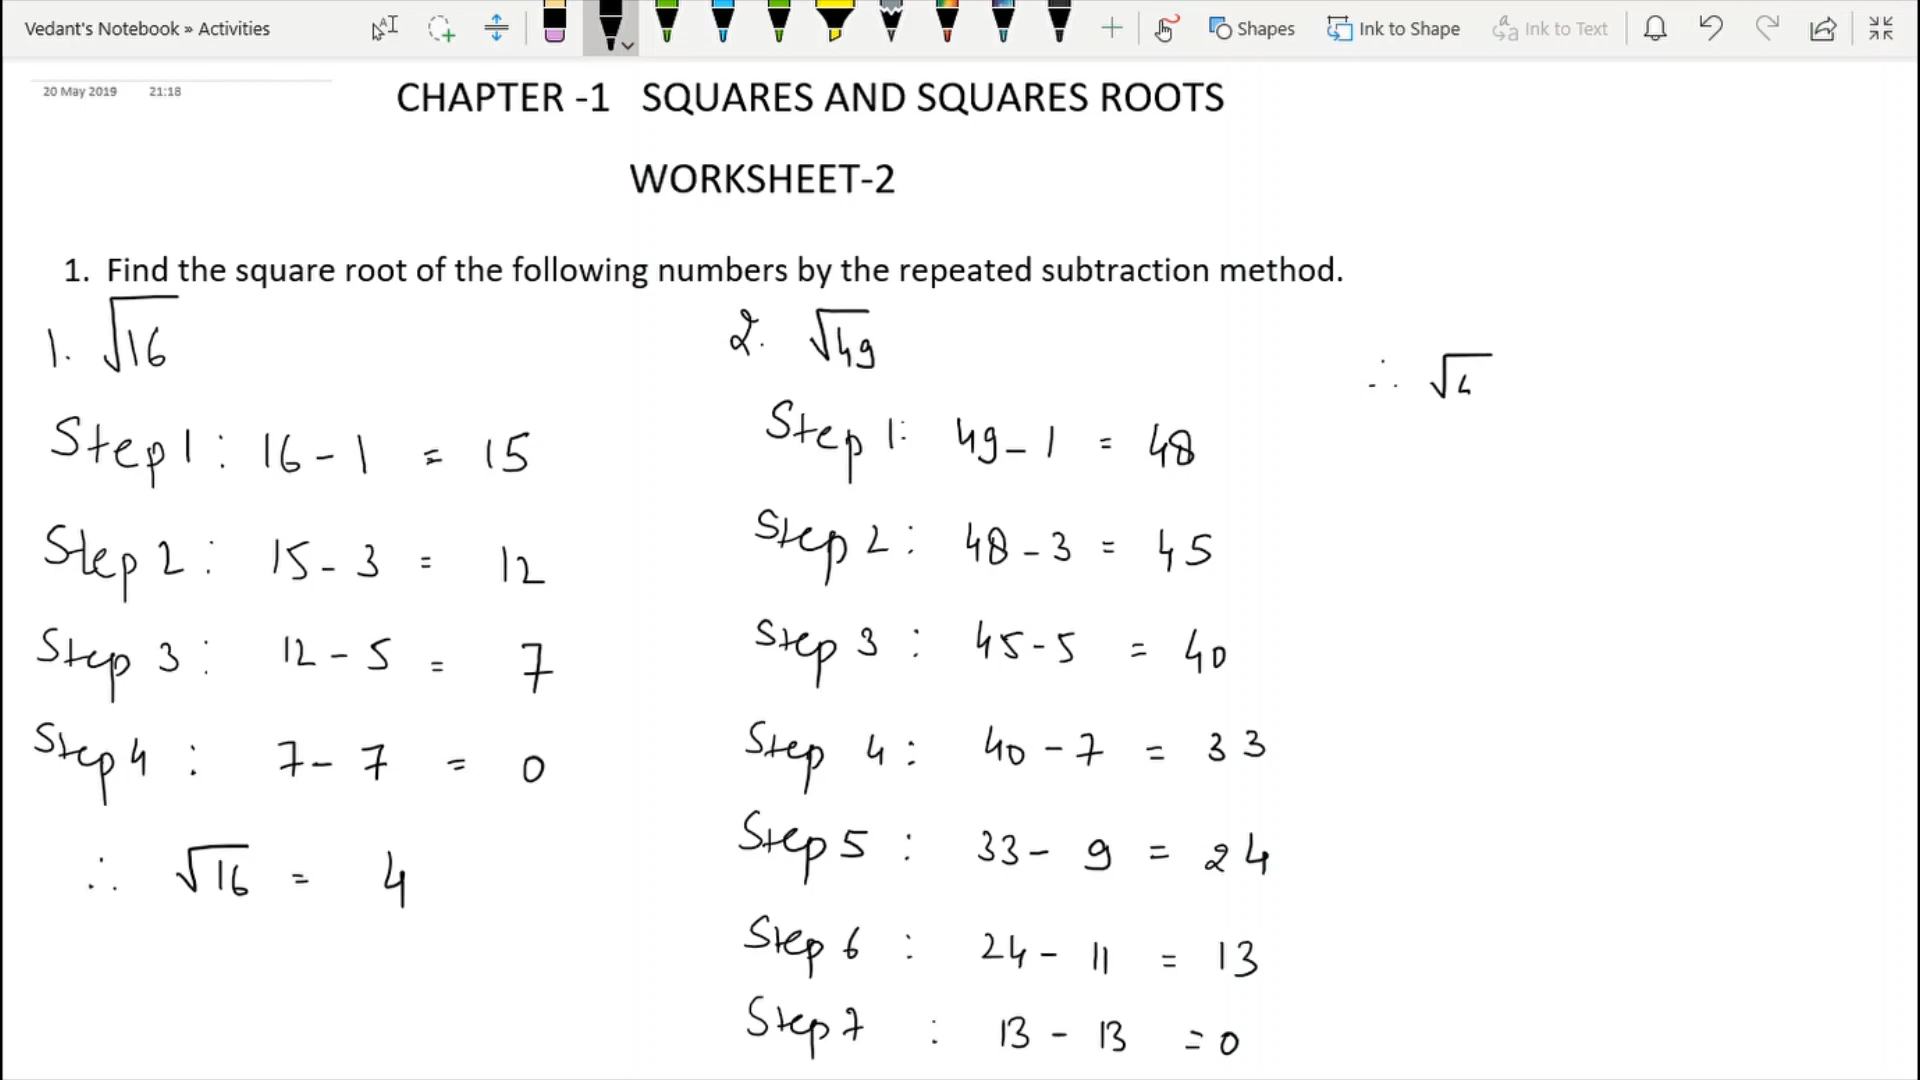 Vedant's Notebook » Activities
Shapes
Ink to Shape
Ink to Text
20 May 2019 21:18
CHAPTER -1 SQUARES AND SQUARES ROOTS
WORKSHEET-2
1. Find the square root of the following numbers by the repeated subtraction method.
1. √16
Step 1 : 16 - 1 = 15
Step 2 : 15 - 3 = 12
Step 3 : 12 - 5 = 7
Step 4 : 7 - 7 = 0
∴ √16 = 4
2. √49
Step 1: 49 - 1 = 48
Step 2 : 48 - 3 = 45
Step 3 : 45 - 5 = 40
Step 4 : 40 - 7 = 33
Step 5 : 33 - 9 = 24
Step 6 : 24 - 11 = 13
Step 7 : 13 - 13 = 0
∴ √4